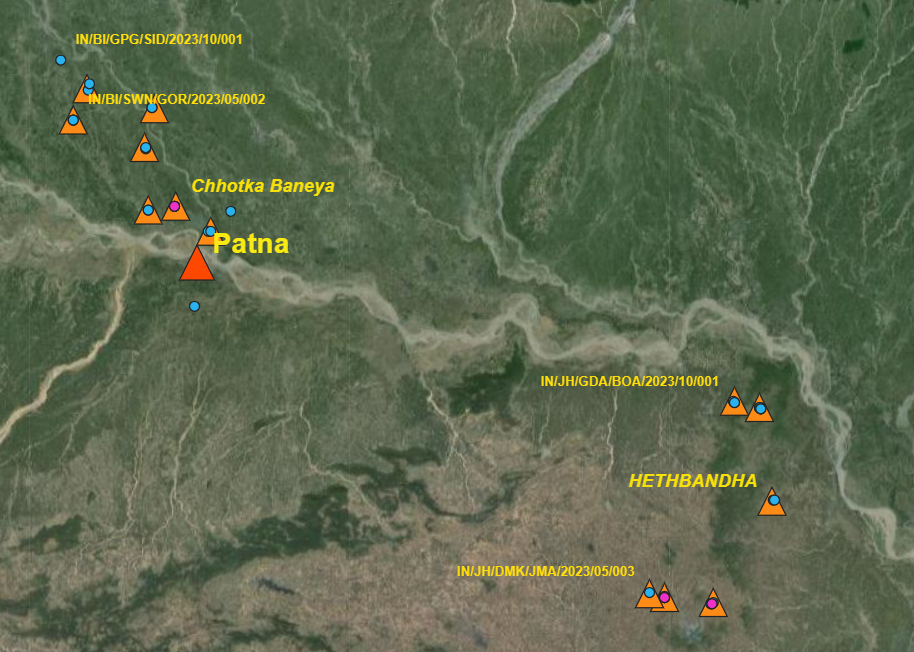 IN/BI/GPG/SID/2023/10/001
IN/BI/SWN/GOR/2023/05/002
Chhotka Baneya
Patna
IN/JH/GDA/BOA/2023/10/001
HETHBANDHA
IN/JH/DMK/JMA/2023/05/003